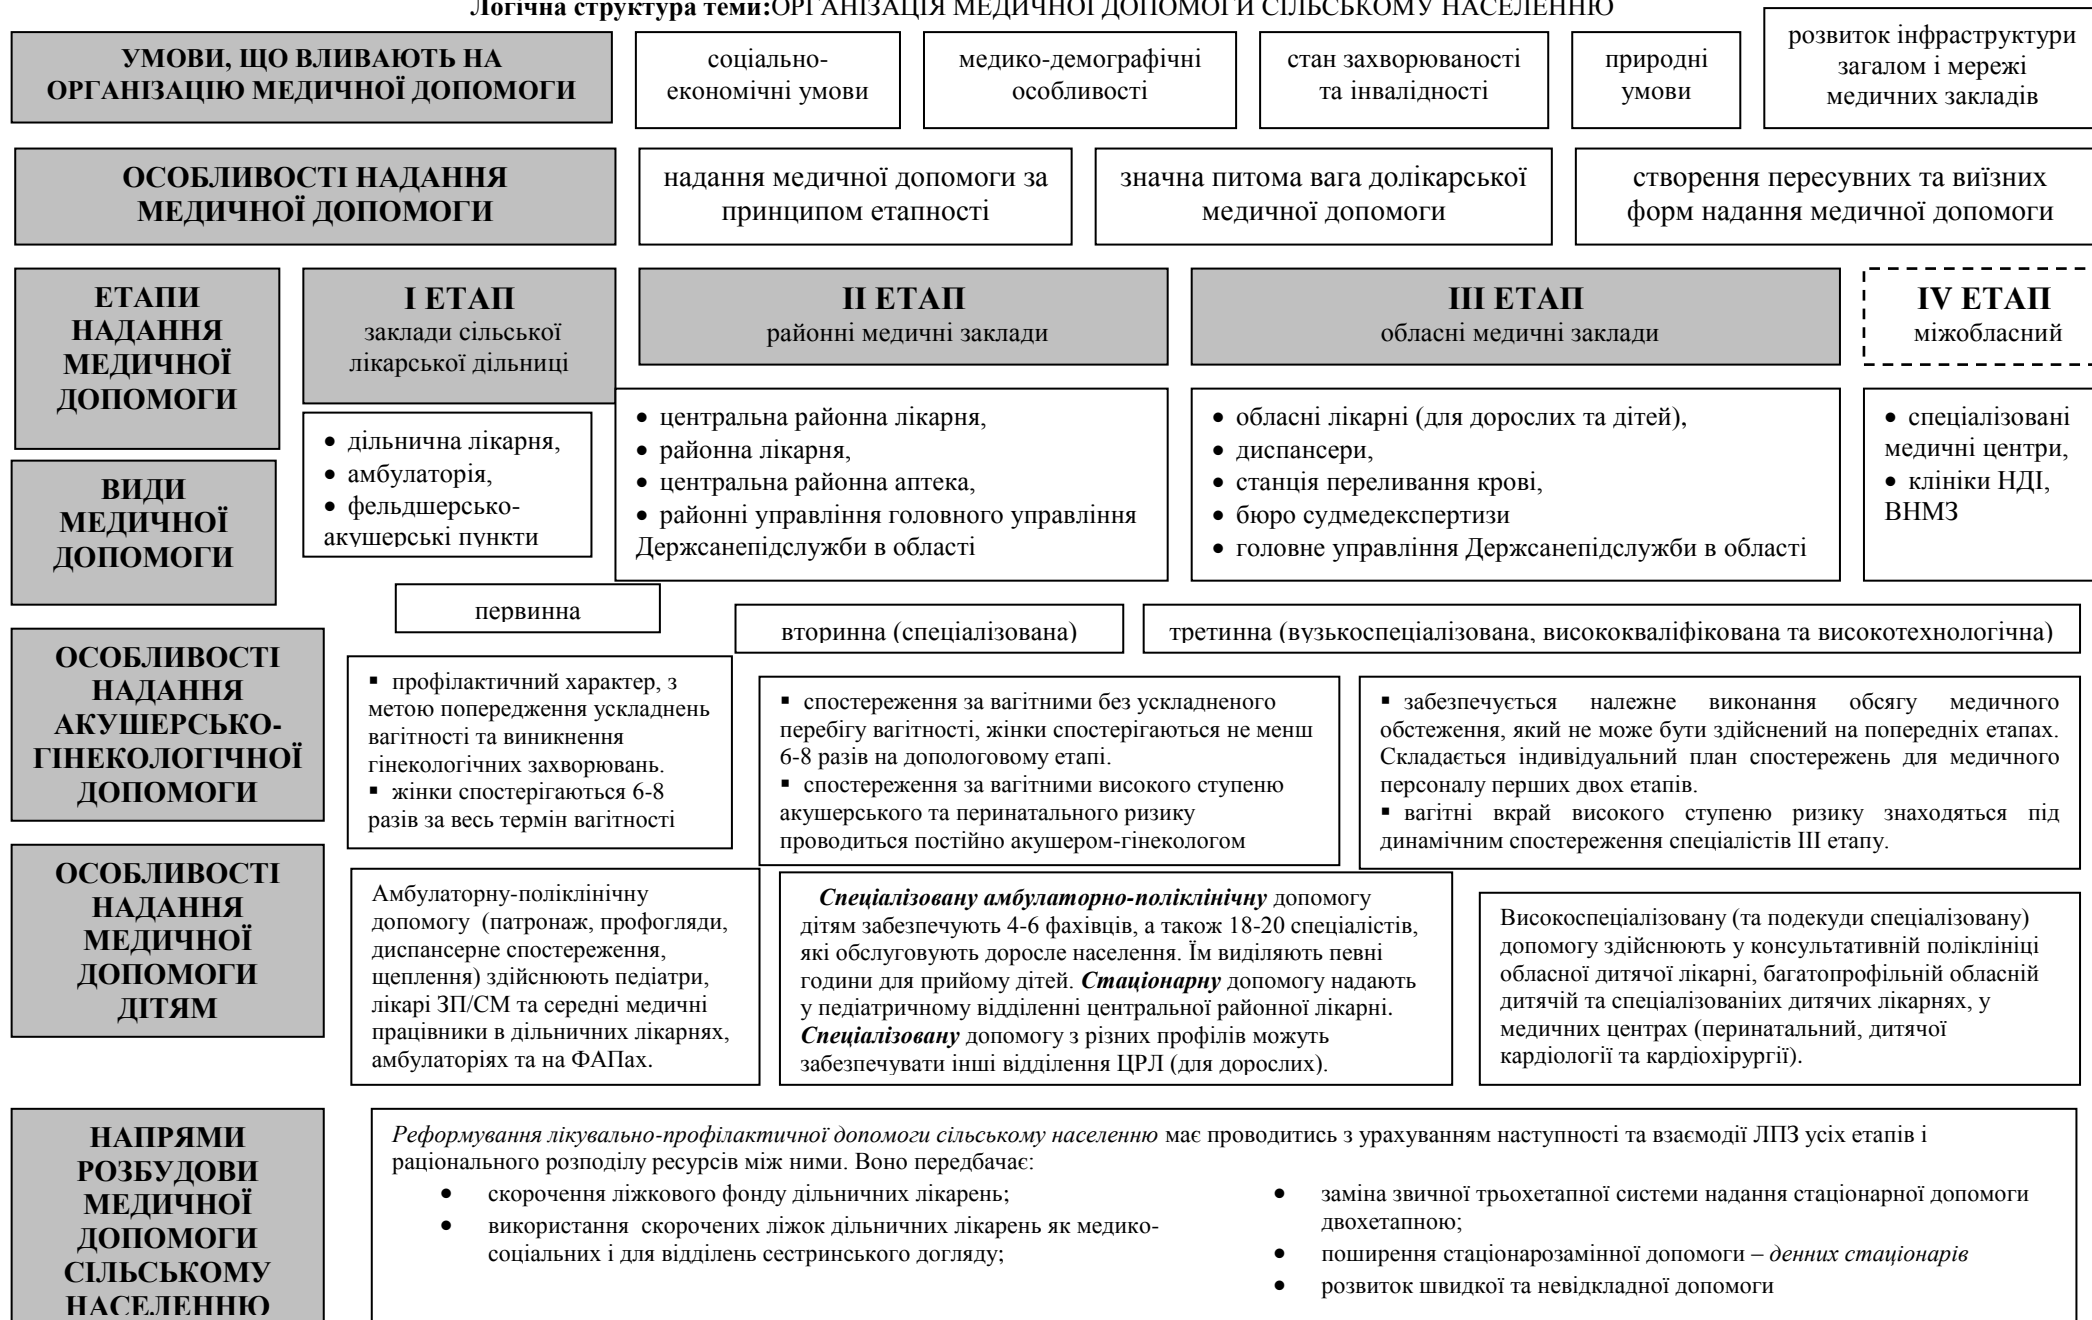 Логічна структура теми:ОРГАНІЗАЦІЯ МЕДИЧНОЇ ДОПОМОГИ СІЛЬСЬКОМУ НАСЕЛЕННЮ
УМОВИ, ЩО ВЛИВАЮТЬ НА
ОРГАНІЗАЦІЮ МЕДИЧНОЇ ДОПОМОГИ
соціально-
економічні умови
медико-демографічні
особливості
стан захворюваності
та інвалідності
природні
умови
розвиток інфраструктури
загалом і мережі
медичних закладів
ОСОБЛИВОСТІ НАДАННЯ
МЕДИЧНОЇ ДОПОМОГИ
надання медичної допомоги за
принципом етапності
значна питома вага долікарської
медичної допомоги
створення пересувних та виїзних
форм надання медичної допомоги
ЕТАПИ
НАДАННЯ
МЕДИЧНОЇ
ДОПОМОГИ
І ЕТАП
заклади сільської
лікарської дільниці
ІІ ЕТАП
районні медичні заклади
ІІІ ЕТАП
обласні медичні заклади
IV ЕТАП
міжобласний
• дільнична лікарня,
• амбулаторія,
• фельдшерсько-
акушерські пункти
• центральна районна лікарня,
• районна лікарня,
• центральна районна аптека,
• районні управління головного управління
Держсанепідслужби в області
• обласні лікарні (для дорослих та дітей),
• диспансери,
• станція переливання крові,
• бюро судмедекспертизи
• головне управління Держсанепідслужби в області
• спеціалізовані
медичні центри,
• клініки НДІ,
ВНМЗ
ВИДИ
МЕДИЧНОЇ
ДОПОМОГИ
первинна
вторинна (спеціалізована)
третинна (вузькоспеціалізована, висококваліфікована та високотехнологічна)
ОСОБЛИВОСТІ
НАДАННЯ
АКУШЕРСЬКО-
ГІНЕКОЛОГІЧНОЇ
ДОПОМОГИ
▪ профілактичний характер, з
метою попередження ускладнень
вагітності та виникнення
гінекологічних захворювань.
▪ жінки спостерігаються 6-8
разів за весь термін вагітності
▪ спостереження за вагітними без ускладненого
перебігу вагітності, жінки спостерігаються не менш
6-8 разів на допологовому етапі.
▪ спостереження за вагітними високого ступеню
акушерського та перинатального ризику
проводиться постійно акушером-гінекологом
▪ забезпечується належне виконання обсягу медичного
обстеження, який не може бути здійснений на попередніх етапах.
Складається індивідуальний план спостережень для медичного
персоналу перших двох етапів.
▪ вагітні вкрай високого ступеню ризику знаходяться під
динамічним спостереження спеціалістів ІІІ етапу.
ОСОБЛИВОСТІ
НАДАННЯ
МЕДИЧНОЇ
ДОПОМОГИ
ДІТЯМ
Амбулаторну-поліклінічну
допомогу (патронаж, профогляди,
диспансерне спостереження,
щеплення) здійснюють педіатри,
лікарі ЗП/СМ та середні медичні
працівники в дільничних лікарнях,
амбулаторіях та на ФАПах.
Спеціалізовану амбулаторно-поліклінічну допомогу
дітям забезпечують 4-6 фахівців, а також 18-20 спеціалістів,
які обслуговують доросле населення. Їм виділяють певні
години для прийому дітей. Стаціонарну допомогу надають
у педіатричному відділенні центральної районної лікарні.
Спеціалізовану допомогу з різних профілів можуть
забезпечувати інші відділення ЦРЛ (для дорослих).
Високоспеціалізовану (та подекуди спеціалізовану)
допомогу здійснюють у консультативній поліклініці
обласної дитячої лікарні, багатопрофільній обласній
дитячій та спеціалізованіих дитячих лікарнях, у
медичних центрах (перинатальний, дитячої
кардіології та кардіохірургії).
НАПРЯМИ
РОЗБУДОВИ
МЕДИЧНОЇ
ДОПОМОГИ
СІЛЬСЬКОМУ
НАСЕЛЕННЮ
Реформування лікувально-профілактичної допомоги сільському населенню має проводитись з урахуванням наступності та взаємодії ЛПЗ усіх етапів і
раціонального розподілу ресурсів між ними. Воно передбачає:
• скорочення ліжкового фонду дільничних лікарень;
• використання скорочених ліжок дільничних лікарень як медико-
соціальних і для відділень сестринського догляду;
• заміна звичної трьохетапної системи надання стаціонарної допомоги
двохетапною;
• поширення стаціонарозамінної допомоги – денних стаціонарів
• розвиток швидкої та невідкладної допомоги